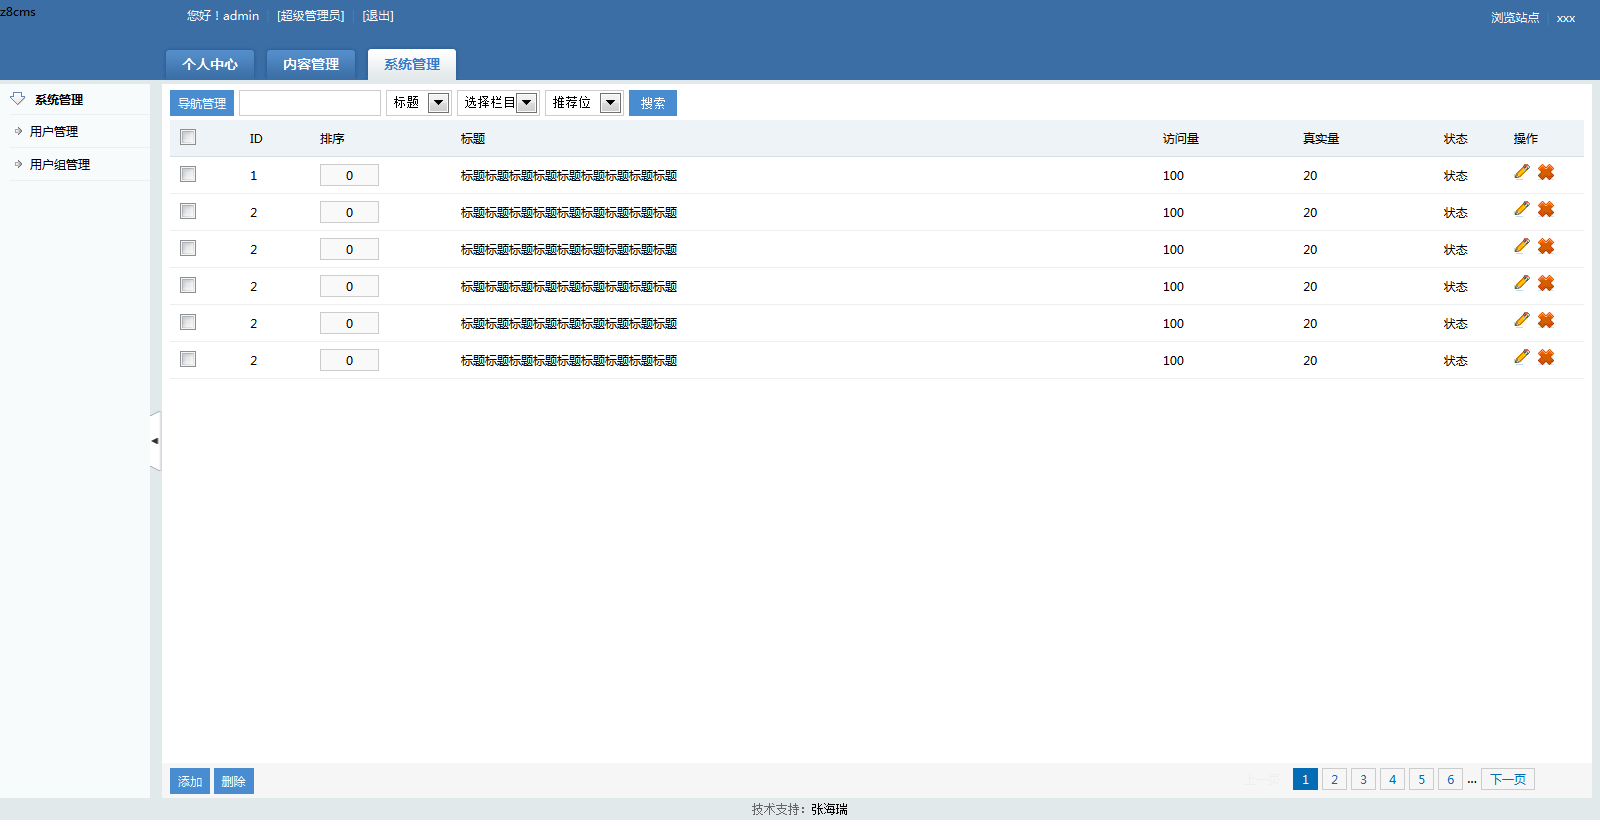 z8cms
您好！admin [超级管理员] [退出]
浏览站点 xxx
个人中心 内容管理 系统管理
系统管理
用户管理
用户组管理
导航管理 标题 选择栏目 推荐位 搜索
ID 排序 标题 访问量 真实量 状态 操作
1 0 标题标题标题标题标题标题标题标题标题 100 20 状态
2 0 标题标题标题标题标题标题标题标题标题 100 20 状态
2 0 标题标题标题标题标题标题标题标题标题 100 20 状态
2 0 标题标题标题标题标题标题标题标题标题 100 20 状态
2 0 标题标题标题标题标题标题标题标题标题 100 20 状态
2 0 标题标题标题标题标题标题标题标题标题 100 20 状态
添加 删除
上一页 1 2 3 4 5 6 ... 下一页
技术支持：张海瑞